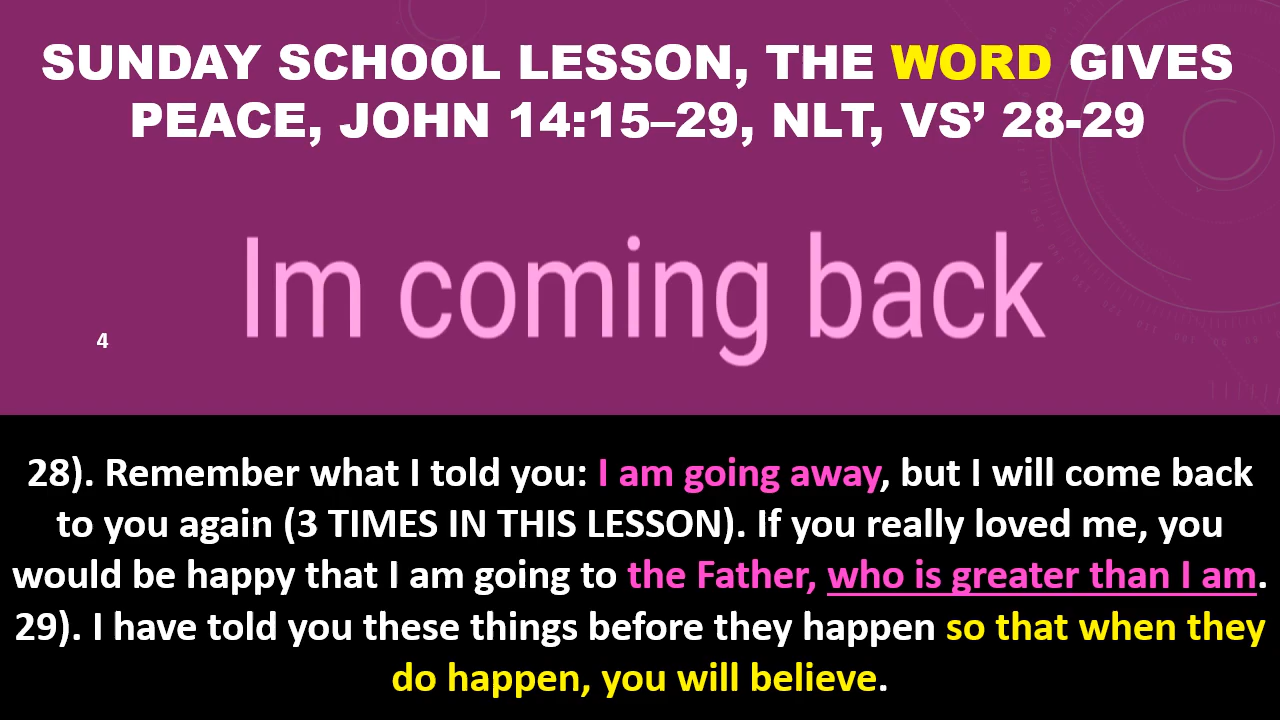 SUNDAY SCHOOL LESSON, THE WORD GIVES
PEACE, JOHN 14:15–29, NLT, VS’ 28-29
Im coming back
4
28). Remember what I told you: I am going away, but I will come back
to you again (3 TIMES IN THIS LESSON). If you really loved me, you
would be happy that I am going to the Father, who is greater than I am.
29). I have told you these things before they happen so that when they
do happen, you will believe.